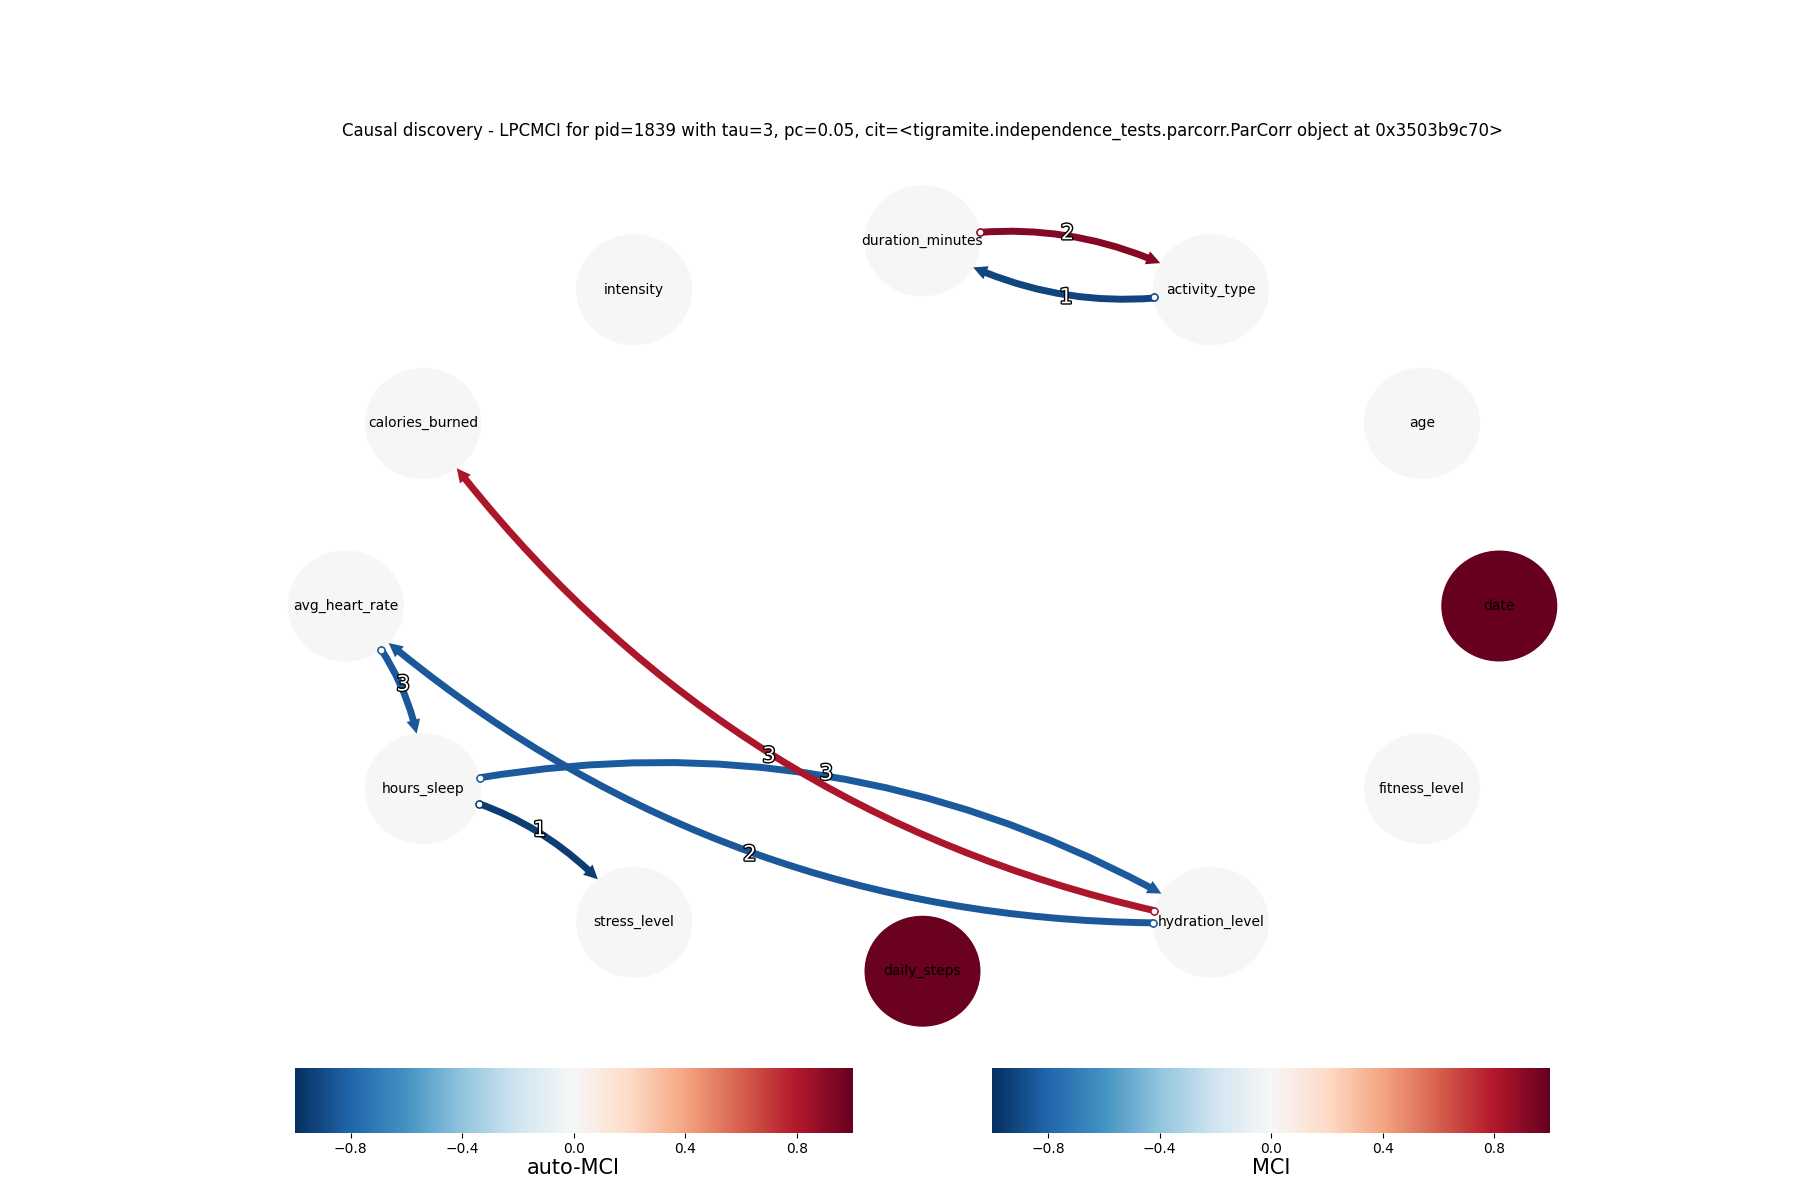 Causal discovery - LPCMCI for pid=1839 with tau=3, pc=0.05, cit=<tigramite.independence_tests.parcorr.ParCorr object at 0x3503b9c70>
2
duration_minutes
intensity
activity_type
1
calories_burned
age
avg_heart_rate
date
3
3
3
hours_sleep
fitness_level
1
2
stress_level
hydration_level
daily_steps
−0.8 −0.4 0.0 0.4 0.8
auto-MCI
−0.8 −0.4 0.0 0.4 0.8
MCI